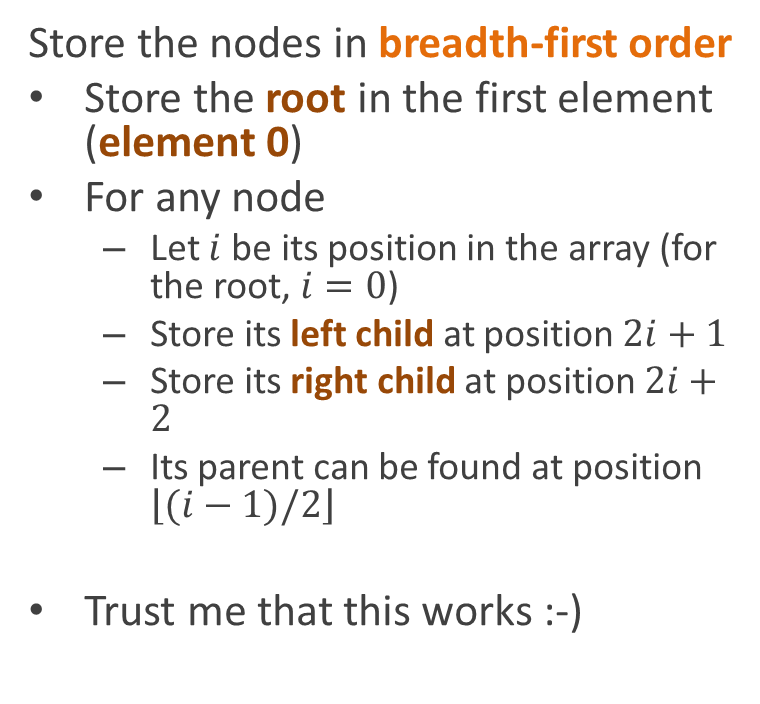 Store the nodes in breadth-first order
• Store the root in the first element
(element 0)
• For any node
– Let i be its position in the array (for
the root, i = 0)
– Store its left child at position 2i + 1
– Store its right child at position 2i +
2
– Its parent can be found at position
⌊(i − 1)/2⌋
• Trust me that this works :-)